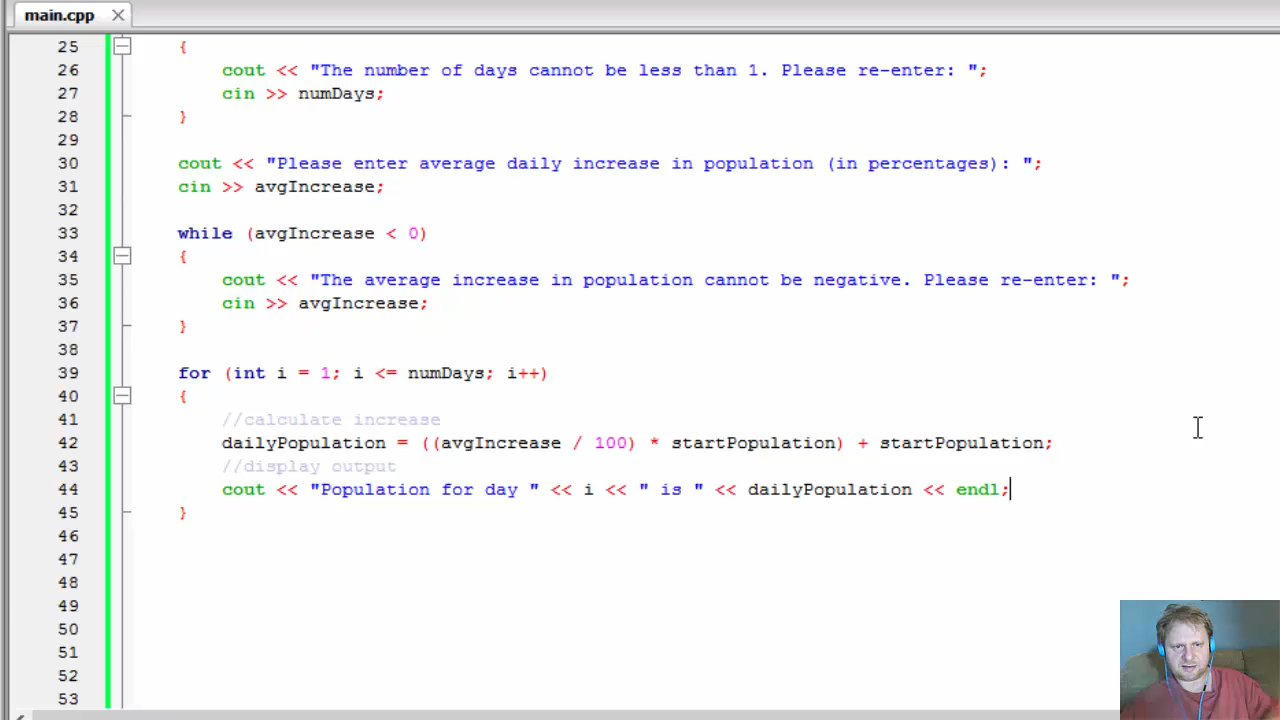 main.cpp
25 {
26 cout << "The number of days cannot be less than 1. Please re-enter: ";
27 cin >> numDays;
28 }
29
30 cout << "Please enter average daily increase in population (in percentages): ";
31 cin >> avgIncrease;
32
33 while (avgIncrease < 0)
34 {
35 cout << "The average increase in population cannot be negative. Please re-enter: ";
36 cin >> avgIncrease;
37 }
38
39 for (int i = 1; i <= numDays; i++)
40 {
41 //calculate increase
42 dailyPopulation = ((avgIncrease / 100) * startPopulation) + startPopulation;
43 //display output
44 cout << "Population for day " << i << " is " << dailyPopulation << endl;
45 }
46
47
48
49
50
51
52
53